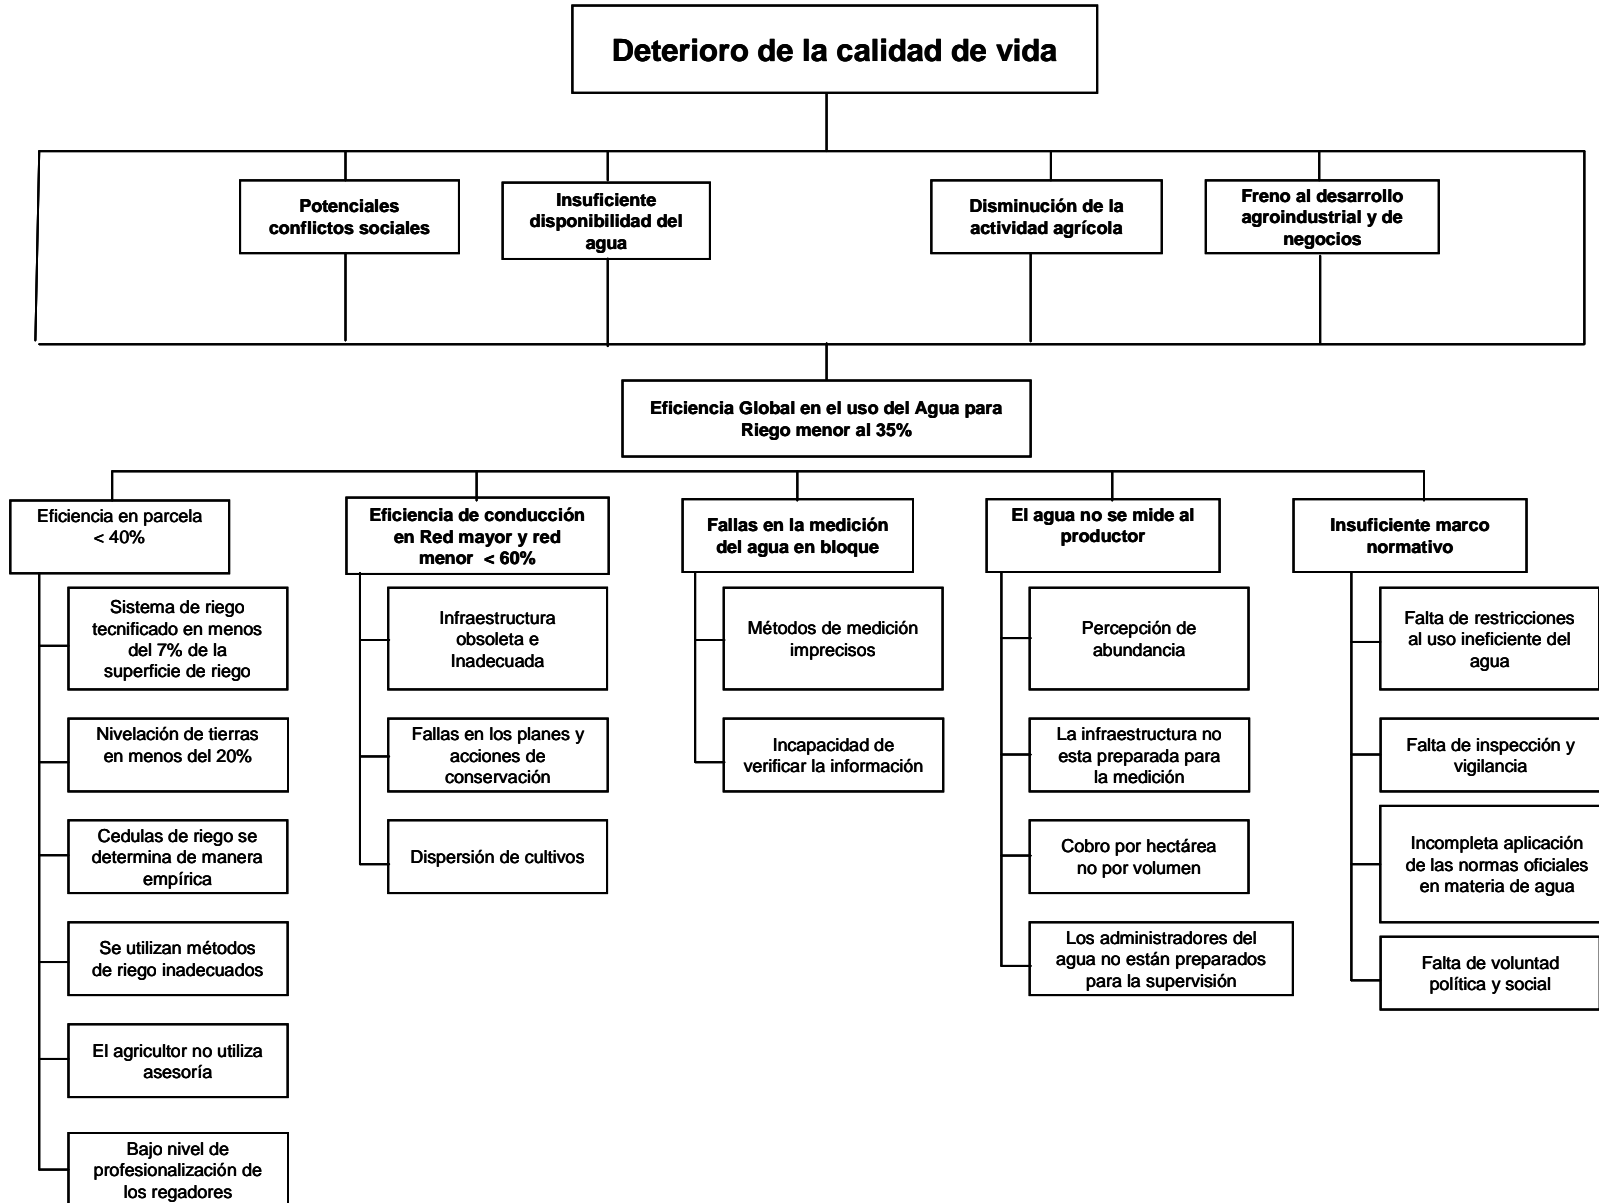 Deterioro de la calidad de vida
Potenciales
conflictos sociales
Insuficiente
disponibilidad del
agua
Disminución de la
actividad agrícola
Freno al desarrollo
agroindustrial y de
negocios
Eficiencia Global en el uso del Agua para
Riego menor al 35%
Eficiencia en parcela
< 40%
Sistema de riego
tecnificado en menos
del 7% de la
superficie de riego
Nivelación de tierras
en menos del 20%
Cedulas de riego se
determina de manera
empírica
Se utilizan métodos
de riego inadecuados
El agricultor no utiliza
asesoría
Bajo nivel de
profesionalización de
los regadores
Eficiencia de conducción
en Red mayor y red
menor < 60%
Infraestructura
obsoleta e
Inadecuada
Fallas en los planes y
acciones de
conservación
Dispersión de cultivos
Fallas en la medición
del agua en bloque
Métodos de medición
imprecisos
Incapacidad de
verificar la información
El agua no se mide al
productor
Percepción de
abundancia
La infraestructura no
esta preparada para
la medición
Cobro por hectárea
no por volumen
Los administradores del
agua no están preparados
para la supervisión
Insuficiente marco
normativo
Falta de restricciones
al uso ineficiente del
agua
Falta de inspección y
vigilancia
Incompleta aplicación
de las normas oficiales
en materia de agua
Falta de voluntad
política y social